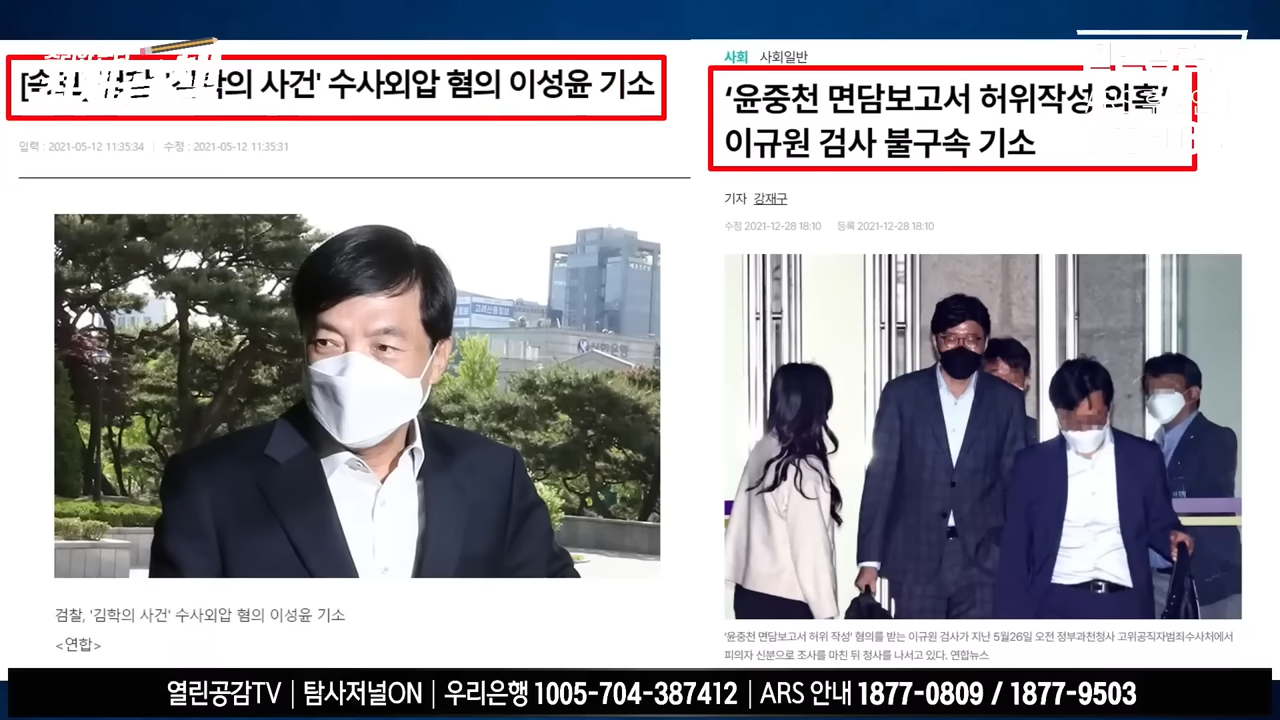 '김학의 사건' 수사외압 혐의 이성윤 기소
입력 : 2021-05-12 11:35:34 | 수정 : 2021-05-12 11:35:31
고려신용정보
신한은행
검찰, '김학의 사건' 수사외압 혐의 이성윤 기소
<연합>
사회 사회일반
‘윤중천 면담보고서 허위작성 의혹’
이규원 검사 불구속 기소
기자 강재구
수정 2021-12-28 18:10 등록 2021-12-28 18:10
‘윤중천 면담보고서 허위 작성’ 혐의를 받는 이규원 검사가 지난 5월26일 오전 정부과천청사 고위공직자범죄수사처에서
피의자 신분으로 조사를 마친 뒤 청사를 나서고 있다. 연합뉴스
열린공감TV | 탐사저널ON | 우리은행 1005-704-387412 | ARS 안내 1877-0809 / 1877-9503